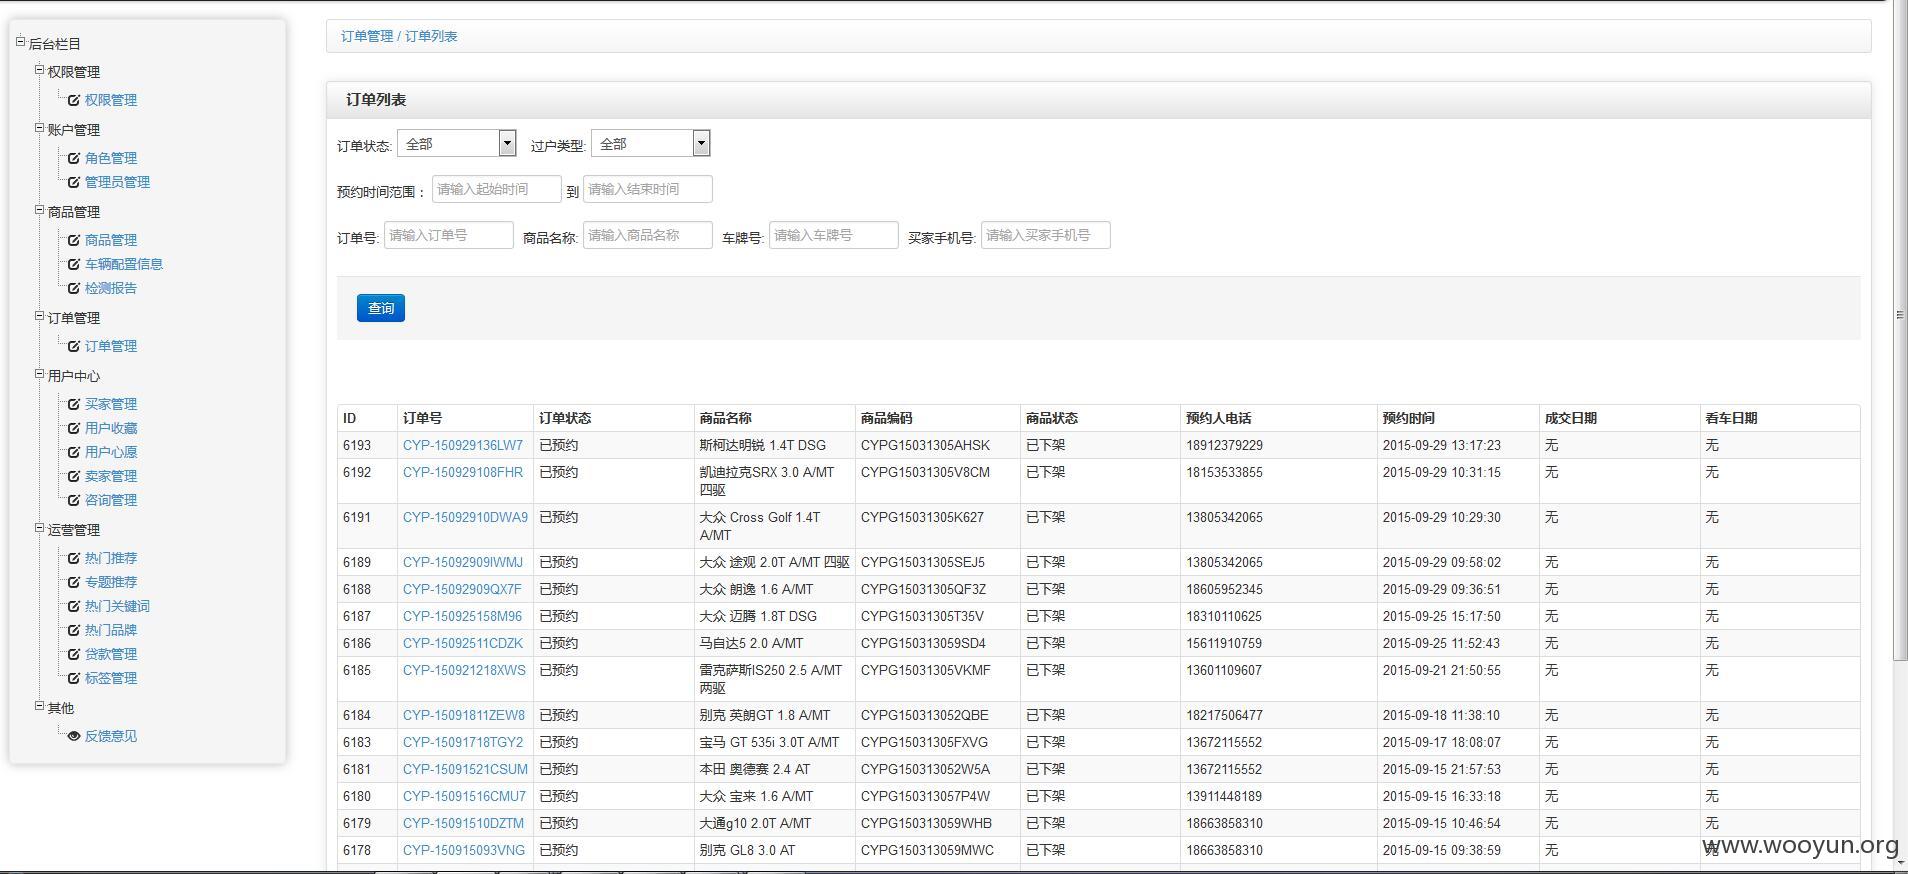 后台栏目
权限管理
权限管理
账户管理
角色管理
管理员管理
商品管理
商品管理
车辆配置信息
检测报告
订单管理
订单管理
用户中心
买家管理
用户收藏
用户心愿
卖家管理
咨询管理
运营管理
热门推荐
专题推荐
热门关键词
热门品牌
贷款管理
标签管理
其他
反馈意见
订单管理 / 订单列表
订单列表
订单状态: 全部 过户类型: 全部
预约时间范围： 请输入起始时间 到 请输入结束时间
订单号: 请输入订单号 商品名称: 请输入商品名称 车牌号: 请输入车牌号 买家手机号: 请输入买家手机号
查询
ID 订单号 订单状态 商品名称 商品编码 商品状态 预约人电话 预约时间 成交日期 看车日期
6193 CYP-150929136LW7 已预约 斯柯达明锐 1.4T DSG CYPG15031305AHSK 已下架 18912379229 2015-09-29 13:17:23 无 无
6192 CYP-150929108FHR 已预约 凯迪拉克SRX 3.0 A/MT CYPG15031305V8CM 已下架 18153533855 2015-09-29 10:31:15 无 无
四驱
6191 CYP-15092910DWA9 已预约 大众 Cross Golf 1.4T CYPG15031305K627 已下架 13805342065 2015-09-29 10:29:30 无 无
A/MT
6189 CYP-15092909IWMJ 已预约 大众 途观 2.0T A/MT 四驱 CYPG15031305SEJ5 已下架 13805342065 2015-09-29 09:58:02 无 无
6188 CYP-15092909QX7F 已预约 大众 朗逸 1.6 A/MT CYPG15031305QF3Z 已下架 18605952345 2015-09-29 09:36:51 无 无
6187 CYP-150925158M96 已预约 大众 迈腾 1.8T DSG CYPG15031305T35V 已下架 18310110625 2015-09-25 15:17:50 无 无
6186 CYP-15092511CDZK 已预约 马自达5 2.0 A/MT CYPG150313059SD4 已下架 15611910759 2015-09-25 11:52:43 无 无
6185 CYP-150921218XWS 已预约 雷克萨斯IS250 2.5 A/MT CYPG15031305VKMF 已下架 13601109607 2015-09-21 21:50:55 无 无
两驱
6184 CYP-15091811ZEW8 已预约 别克 英朗GT 1.8 A/MT CYPG150313052QBE 已下架 18217506477 2015-09-18 11:38:10 无 无
6183 CYP-15091718TGY2 已预约 宝马 GT 535i 3.0T A/MT CYPG15031305FXVG 已下架 13672115552 2015-09-17 18:08:07 无 无
6181 CYP-15091521CSUM 已预约 本田 奥德赛 2.4 AT CYPG150313052W5A 已下架 13672115552 2015-09-15 21:57:53 无 无
6180 CYP-15091516CMU7 已预约 大众 宝来 1.6 A/MT CYPG150313057P4W 已下架 13911448189 2015-09-15 16:33:18 无 无
6179 CYP-15091510DZTM 已预约 大通g10 2.0T A/MT CYPG150313059WHB 已下架 18663858310 2015-09-15 10:46:54 无 无
6178 CYP-150915093VNG 已预约 别克 GL8 3.0 AT CYPG150313059MWC 已下架 18663858310 2015-09-15 09:38:59 无 无
www.wooyun.org